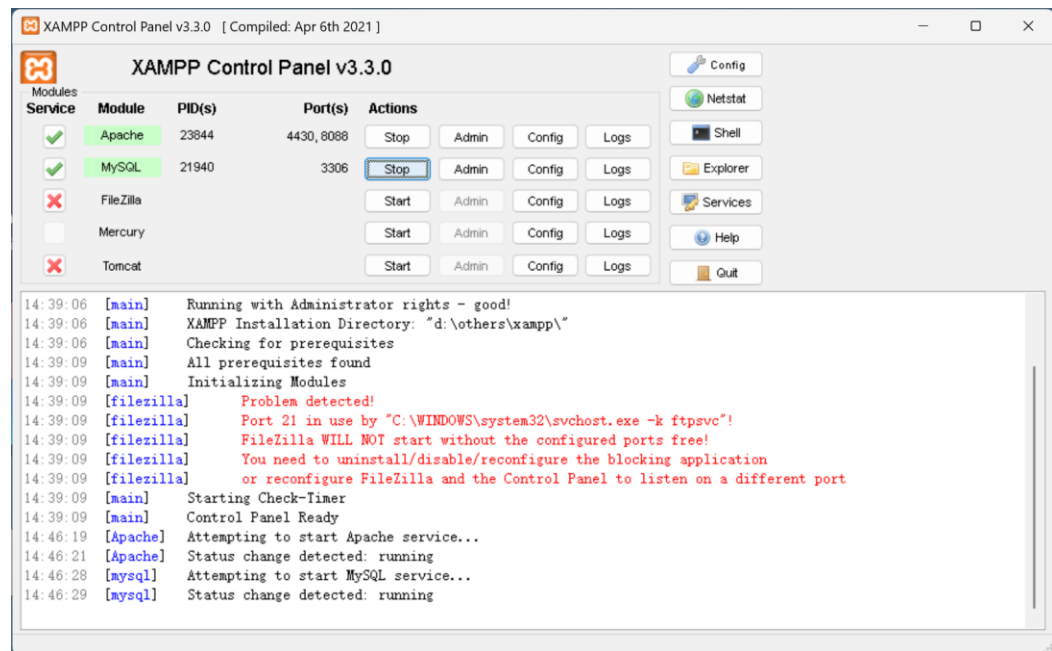 XAMPP Control Panel v3.3.0 [ Compiled: Apr 6th 2021 ]
XAMPP Control Panel v3.3.0
Config
Modules
Service Module PID(s) Port(s) Actions
Netstat
Apache 23844 4430, 8088 Stop Admin Config Logs
Shell
MySQL 21940 3306 Stop Admin Config Logs
Explorer
FileZilla Start Admin Config Logs
Services
Mercury Start Admin Config Logs
Help
Tomcat Start Admin Config Logs
Quit
14:39:06 [main] Running with Administrator rights - good!
14:39:06 [main] XAMPP Installation Directory: "d:\others\xampp\"
14:39:06 [main] Checking for prerequisites
14:39:09 [main] All prerequisites found
14:39:09 [main] Initializing Modules
14:39:09 [filezilla] Problem detected!
14:39:09 [filezilla] Port 21 in use by "C:\WINDOWS\system32\svchost.exe -k ftpsvc"!
14:39:09 [filezilla] FileZilla WILL NOT start without the configured ports free!
14:39:09 [filezilla] You need to uninstall/disable/reconfigure the blocking application
14:39:09 [filezilla] or reconfigure FileZilla and the Control Panel to listen on a different port
14:39:09 [main] Starting Check-Timer
14:39:09 [main] Control Panel Ready
14:46:19 [Apache] Attempting to start Apache service...
14:46:21 [Apache] Status change detected: running
14:46:28 [mysql] Attempting to start MySQL service...
14:46:29 [mysql] Status change detected: running